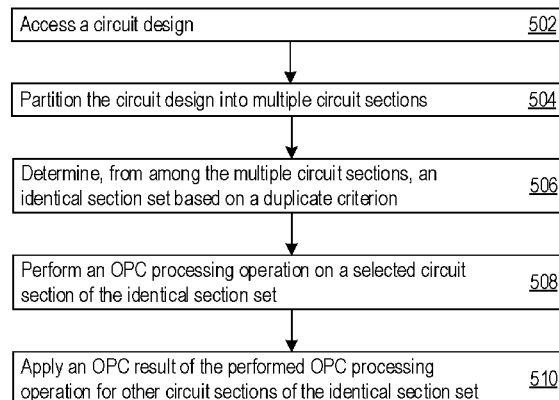 Access a circuit design 502
Partition the circuit design into multiple circuit sections 504
Determine, from among the multiple circuit sections, an
identical section set based on a duplicate criterion 506
Perform an OPC processing operation on a selected circuit
section of the identical section set 508
Apply an OPC result of the performed OPC processing
operation for other circuit sections of the identical section set 510